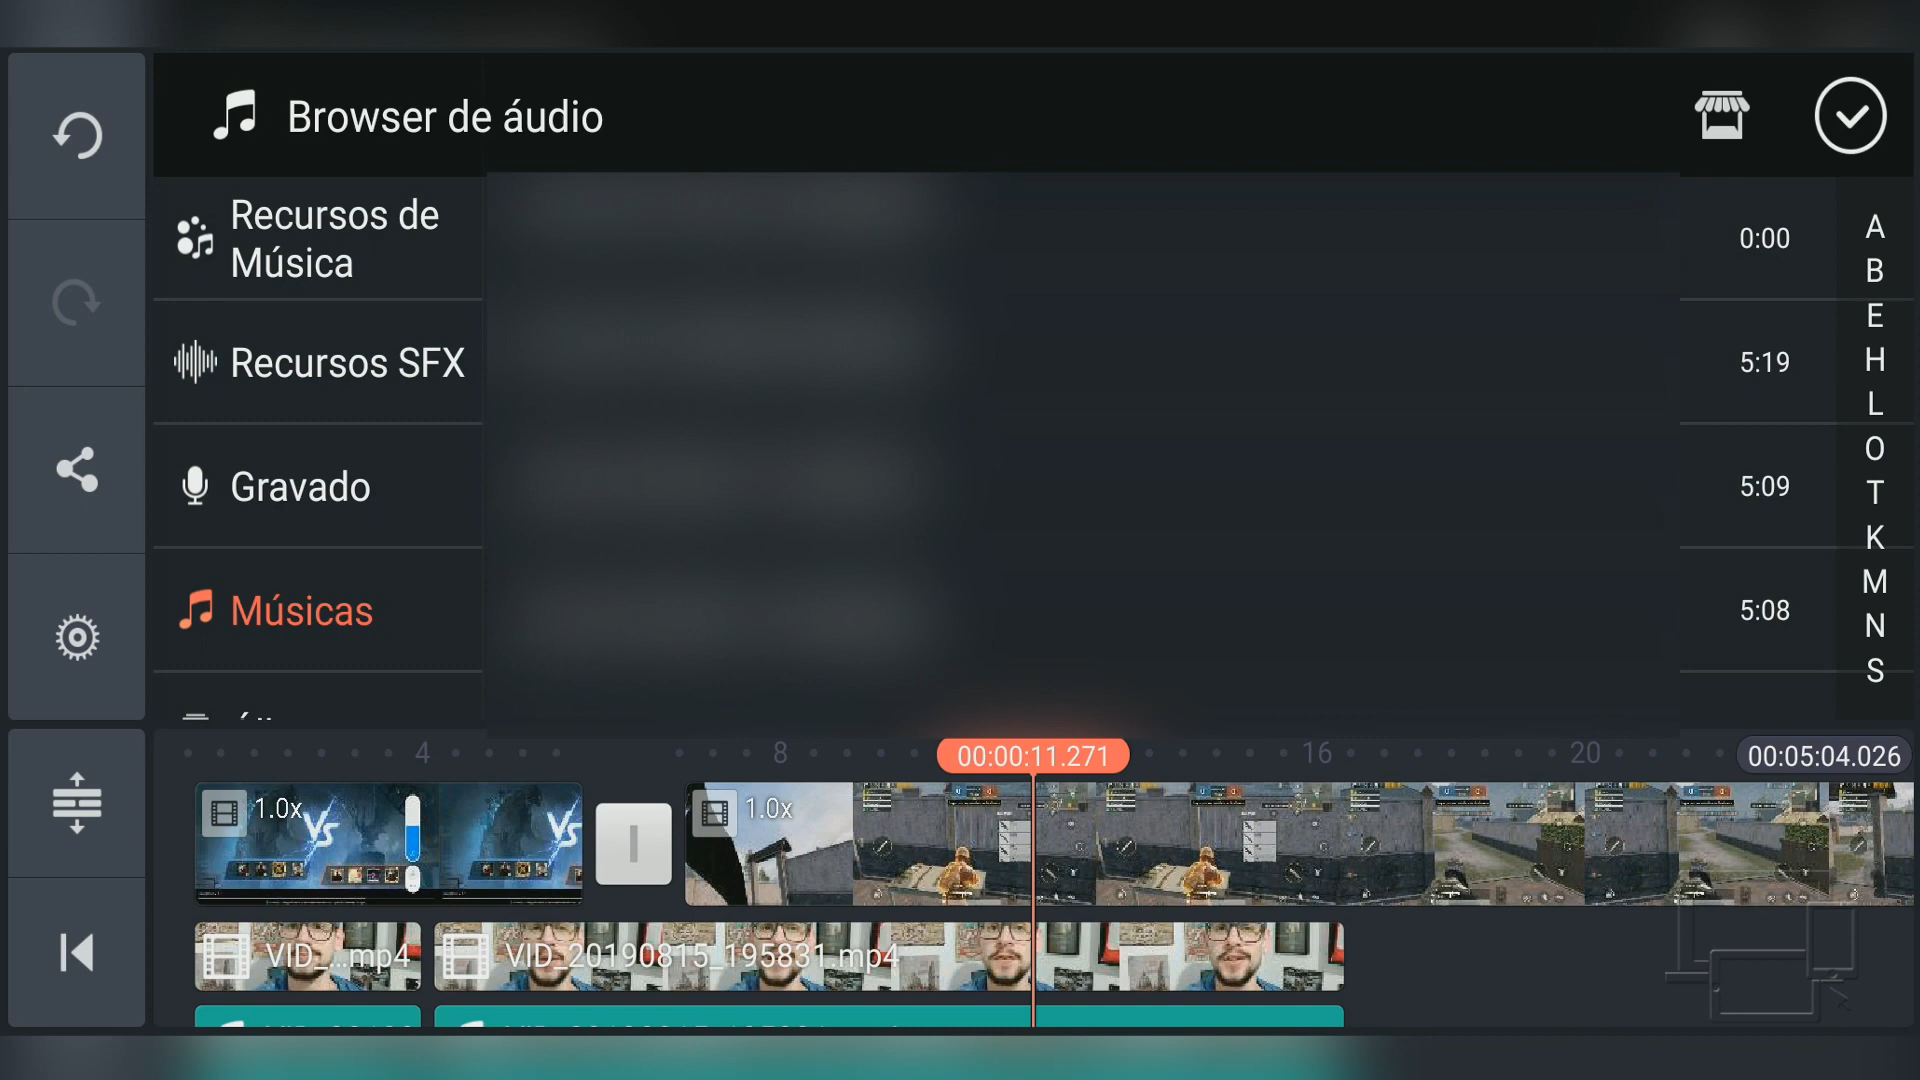 Browser de áudio
Recursos de
Música
0:00
A
B
E
Recursos SFX
5:19
H
L
O
Gravado
5:09
T
K
M
Músicas
5:08
N
S
4
8
00:00:11.271
16
20
00:05:04.026
1.0x
VS
VS
1.0x
VID_...mp4
VID_20190815_195831.mp4